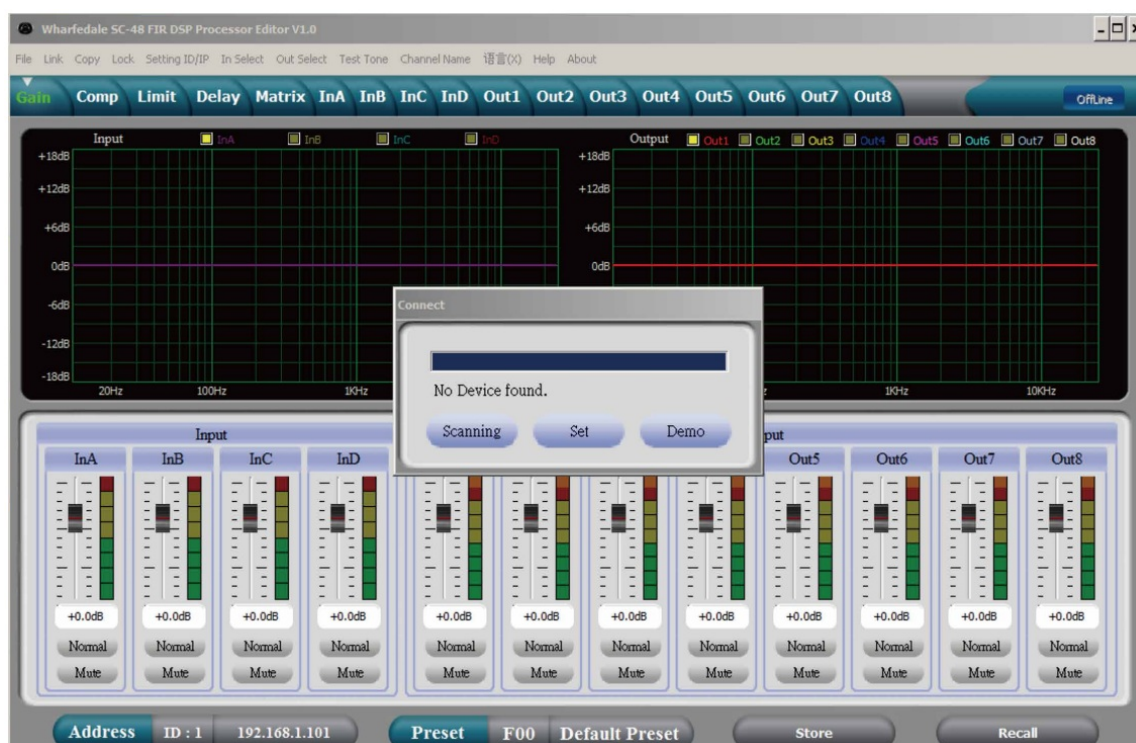 Wharfedale SC-48 FIR DSP Processor Editor V1.0
File Link Copy Lock Setting ID/IP In Select Out Select Test Tone Channel Name 语言(X) Help About
Gain Comp Limit Delay Matrix InA InB InC InD Out1 Out2 Out3 Out4 Out5 Out6 Out7 Out8 OffLine
Input InA InB InC InD Output Out1 Out2 Out3 Out4 Out5 Out6 Out7 Out8
+18dB +18dB
+12dB +12dB
+6dB +6dB
0dB 0dB
-6dB
-12dB
-18dB
20Hz 100Hz 1KHz 1KHz 10KHz
Connect
No Device found.
Scanning Set Demo
Input
InA InB InC InD Out5 Out6 Out7 Out8
+0.0dB +0.0dB +0.0dB +0.0dB +0.0dB +0.0dB +0.0dB +0.0dB +0.0dB +0.0dB +0.0dB +0.0dB
Normal Normal Normal Normal Normal Normal Normal Normal Normal Normal Normal Normal
Mute Mute Mute Mute Mute Mute Mute Mute Mute Mute Mute Mute
Address ID : 1 192.168.1.101 Preset F00 Default Preset Store Recall